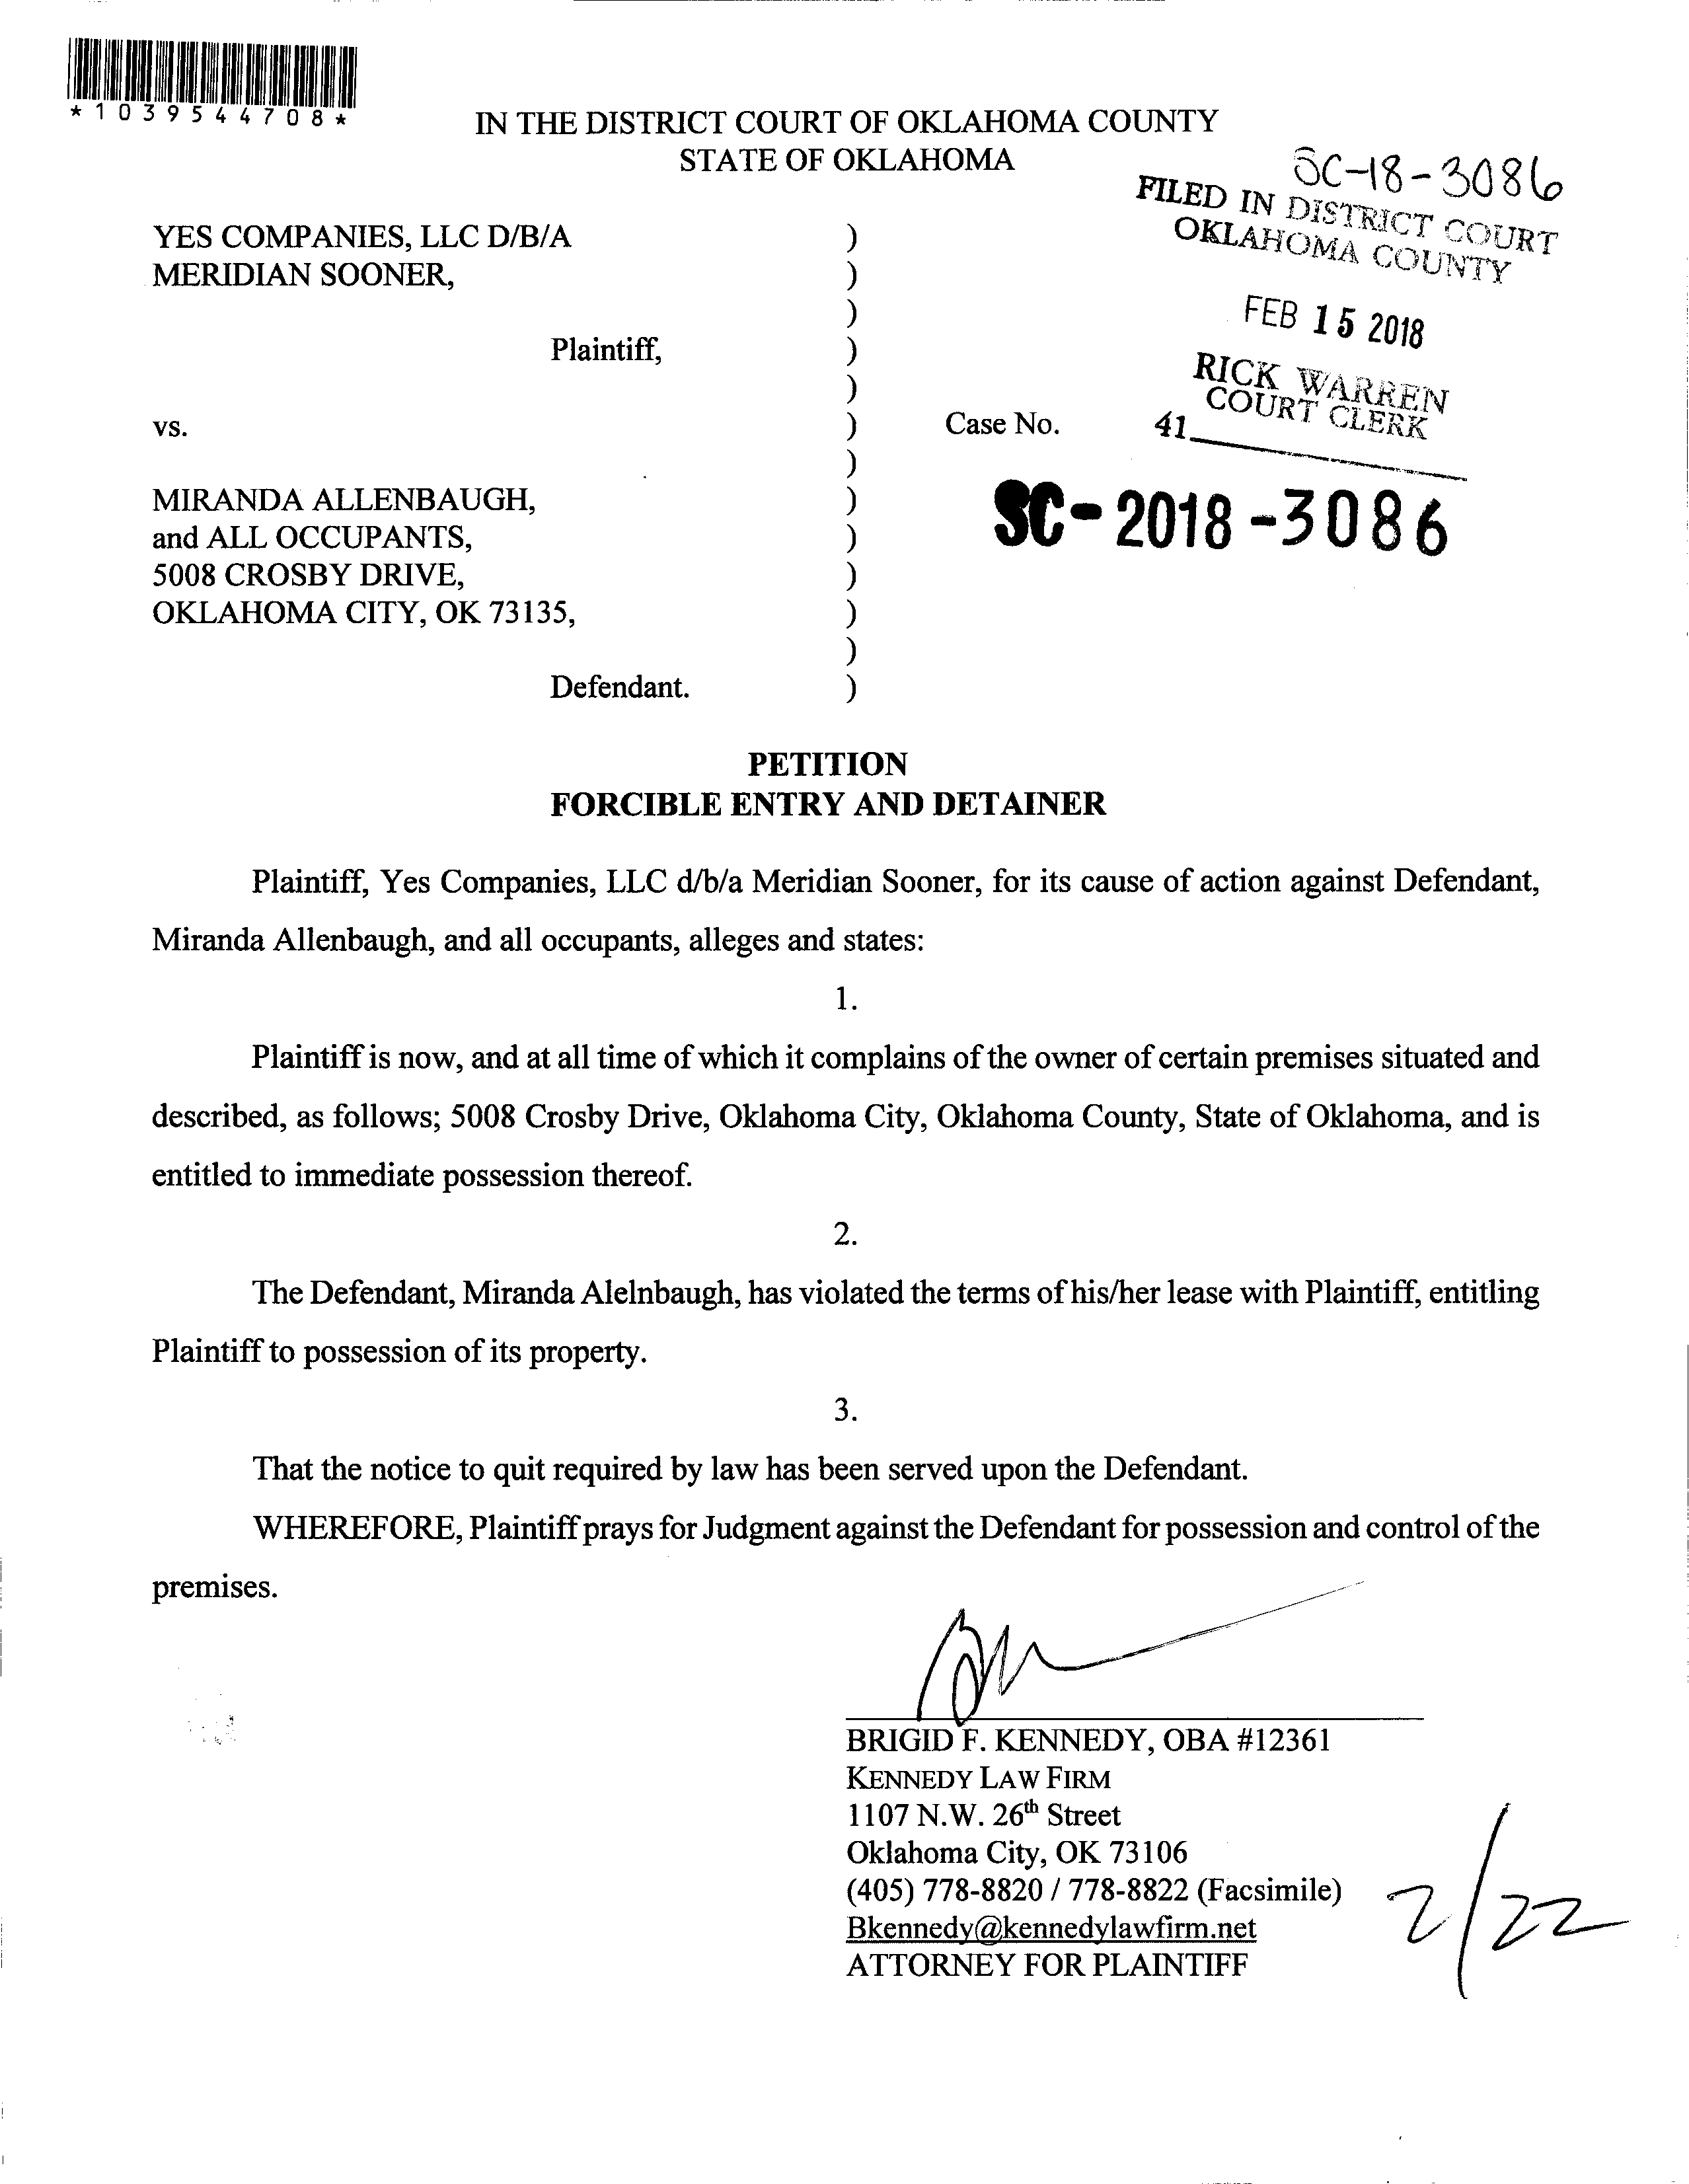 *1039544708*
IN THE DISTRICT COURT OF OKLAHOMA COUNTY
STATE OF OKLAHOMA
SC-18-3086
FILED IN DISTRICT COURT
OKLAHOMA COUNTY
FEB 15 2018
RICK WARREN
COURT CLERK
41
YES COMPANIES, LLC D/B/A )
MERIDIAN SOONER, )
)
Plaintiff, )
)
vs. ) Case No.
)
MIRANDA ALLENBAUGH, ) SC-2018-3086
and ALL OCCUPANTS, )
5008 CROSBY DRIVE, )
OKLAHOMA CITY, OK 73135, )
)
Defendant. )
PETITION
FORCIBLE ENTRY AND DETAINER
Plaintiff, Yes Companies, LLC d/b/a Meridian Sooner, for its cause of action against Defendant,
Miranda Allenbaugh, and all occupants, alleges and states:
1.
Plaintiff is now, and at all time of which it complains of the owner of certain premises situated and
described, as follows; 5008 Crosby Drive, Oklahoma City, Oklahoma County, State of Oklahoma, and is
entitled to immediate possession thereof.
2.
The Defendant, Miranda Alelnbaugh, has violated the terms of his/her lease with Plaintiff, entitling
Plaintiff to possession of its property.
3.
That the notice to quit required by law has been served upon the Defendant.
WHEREFORE, Plaintiff prays for Judgment against the Defendant for possession and control of the
premises.
BRIGID F. KENNEDY, OBA #12361
KENNEDY LAW FIRM
1107 N.W. 26th Street
Oklahoma City, OK 73106
(405) 778-8820 / 778-8822 (Facsimile)
Bkennedy@kennedylawfirm.net
ATTORNEY FOR PLAINTIFF
2/22